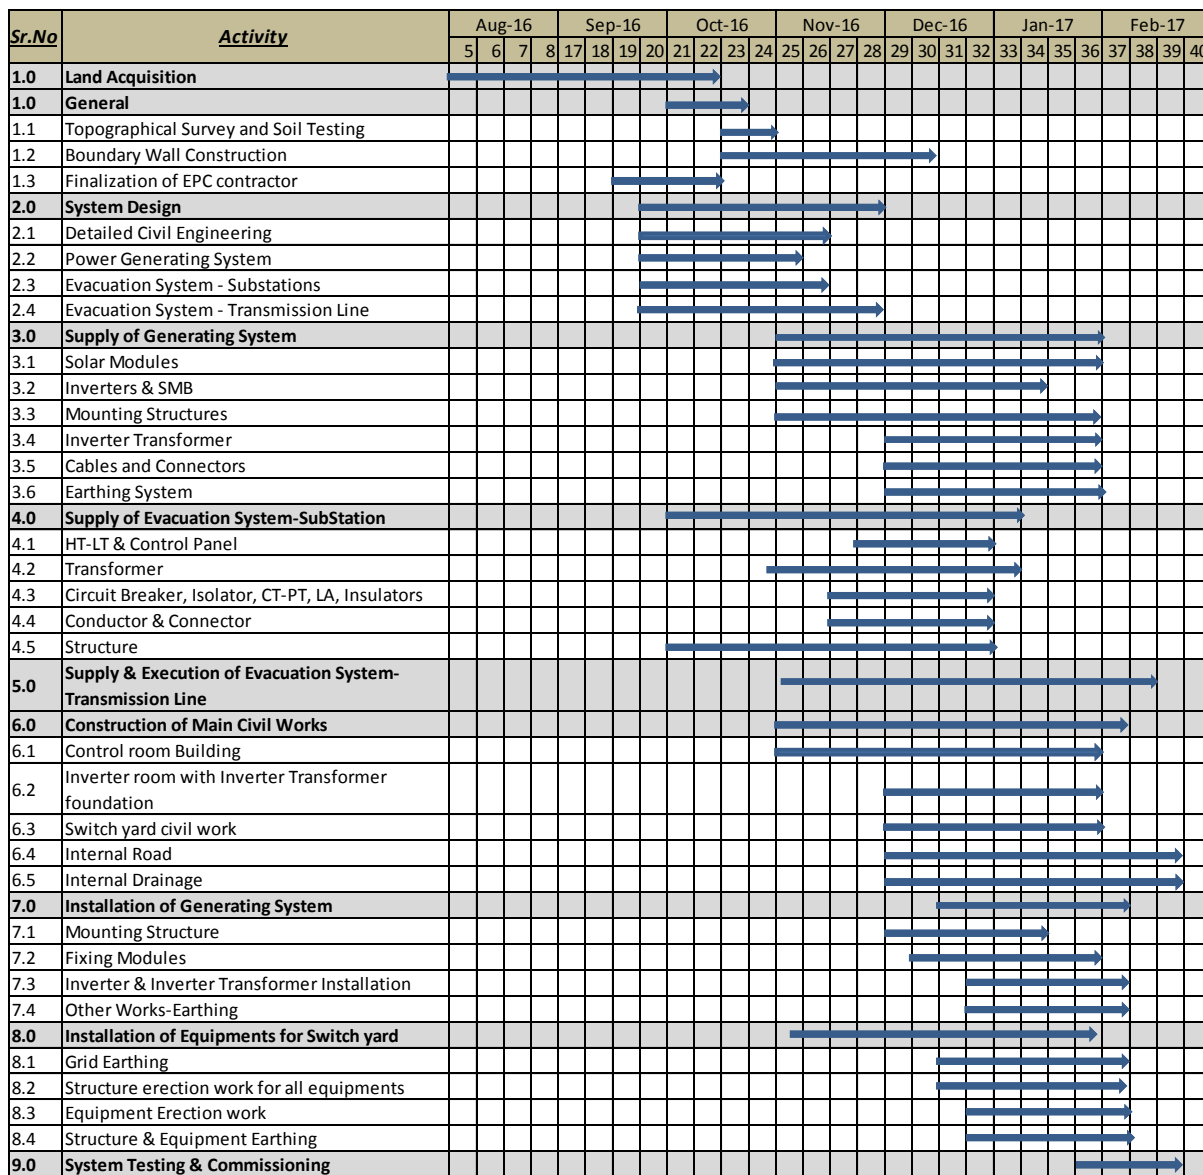 Sr.No Activity Aug-16 Sep-16 Oct-16 Nov-16 Dec-16 Jan-17 Feb-17
5 6 7 8 17 18 19 20 21 22 23 24 25 26 27 28 29 30 31 32 33 34 35 36 37 38 39 40
1.0 Land Acquisition
1.0 General
1.1 Topographical Survey and Soil Testing
1.2 Boundary Wall Construction
1.3 Finalization of EPC contractor
2.0 System Design
2.1 Detailed Civil Engineering
2.2 Power Generating System
2.3 Evacuation System - Substations
2.4 Evacuation System - Transmission Line
3.0 Supply of Generating System
3.1 Solar Modules
3.2 Inverters & SMB
3.3 Mounting Structures
3.4 Inverter Transformer
3.5 Cables and Connectors
3.6 Earthing System
4.0 Supply of Evacuation System-SubStation
4.1 HT-LT & Control Panel
4.2 Transformer
4.3 Circuit Breaker, Isolator, CT-PT, LA, Insulators
4.4 Conductor & Connector
4.5 Structure
5.0 Supply & Execution of Evacuation System-
Transmission Line
6.0 Construction of Main Civil Works
6.1 Control room Building
6.2 Inverter room with Inverter Transformer
foundation
6.3 Switch yard civil work
6.4 Internal Road
6.5 Internal Drainage
7.0 Installation of Generating System
7.1 Mounting Structure
7.2 Fixing Modules
7.3 Inverter & Inverter Transformer Installation
7.4 Other Works-Earthing
8.0 Installation of Equipments for Switch yard
8.1 Grid Earthing
8.2 Structure erection work for all equipments
8.3 Equipment Erection work
8.4 Structure & Equipment Earthing
9.0 System Testing & Commissioning